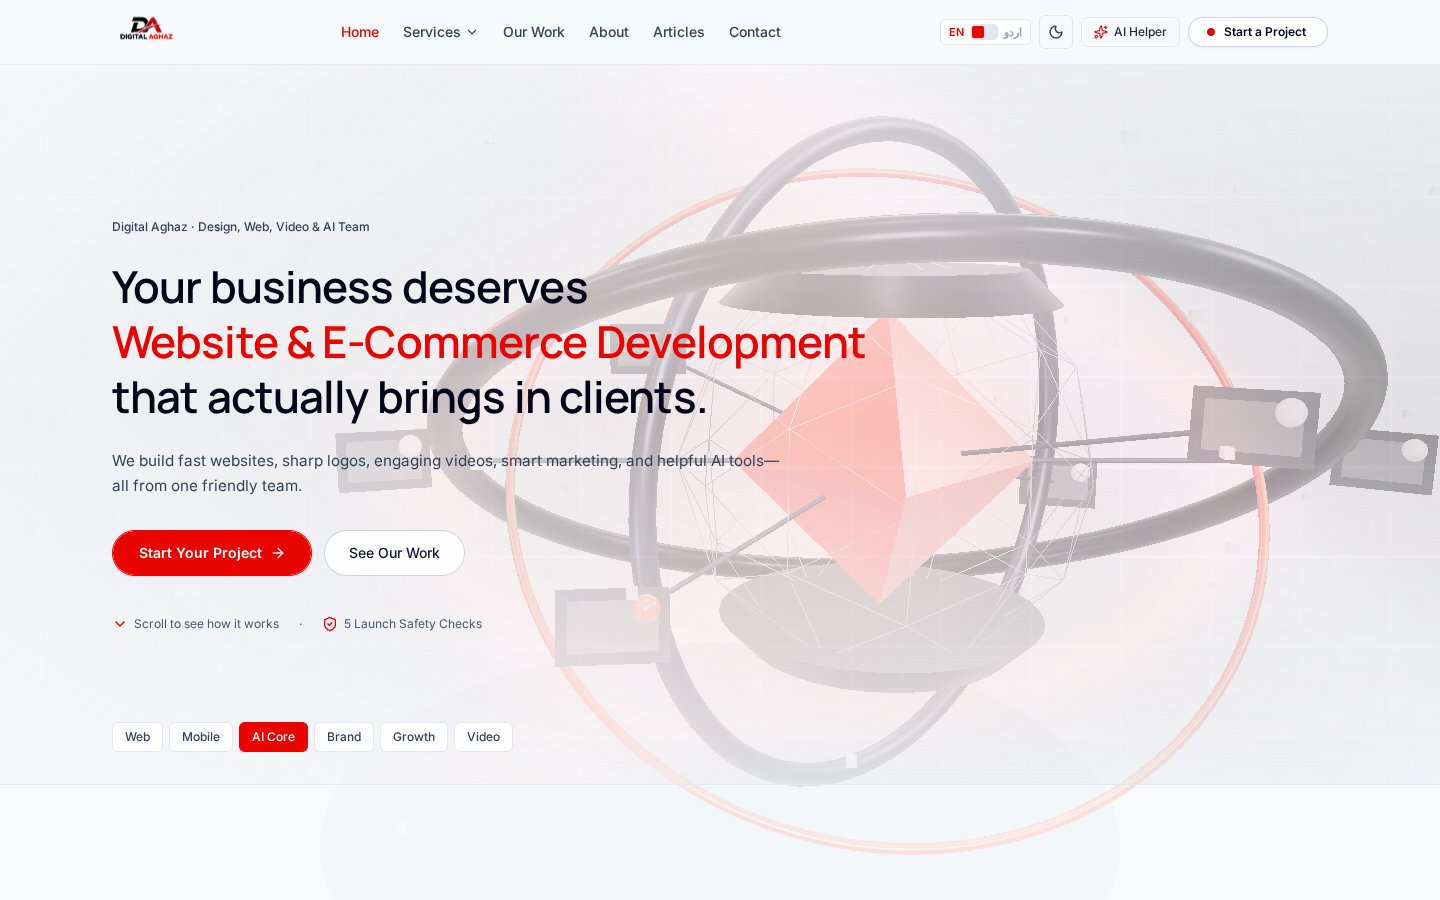 DA
DIGITAL AGHAZ
Home
Services
Our Work
About
Articles
Contact
EN
اردو
AI Helper
Start a Project
Digital Aghaz · Design, Web, Video & AI Team
Your business deserves
Website & E-Commerce Development
that actually brings in clients.
We build fast websites, sharp logos, engaging videos, smart marketing, and helpful AI tools—
all from one friendly team.
Start Your Project
See Our Work
Scroll to see how it works · 5 Launch Safety Checks
Web
Mobile
AI Core
Brand
Growth
Video